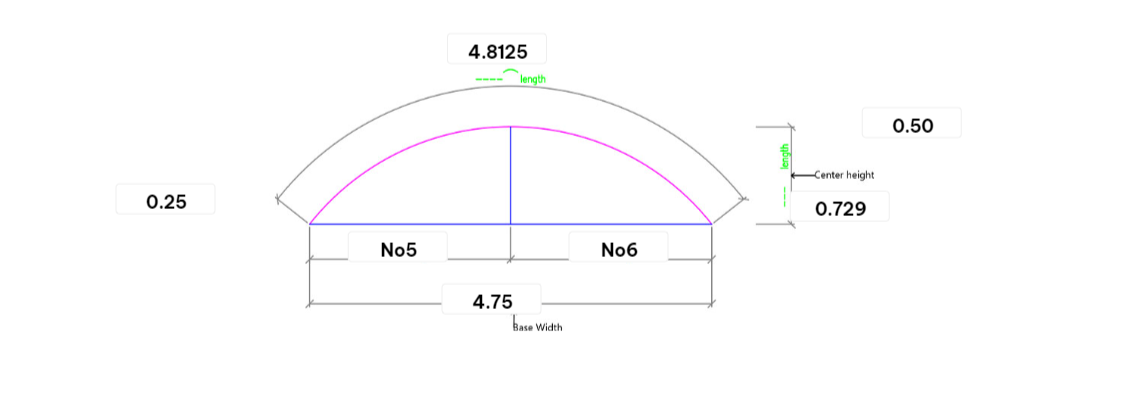 4.8125
length
0.50
length
Center height
0.25
0.729
No5
No6
4.75
Base Width